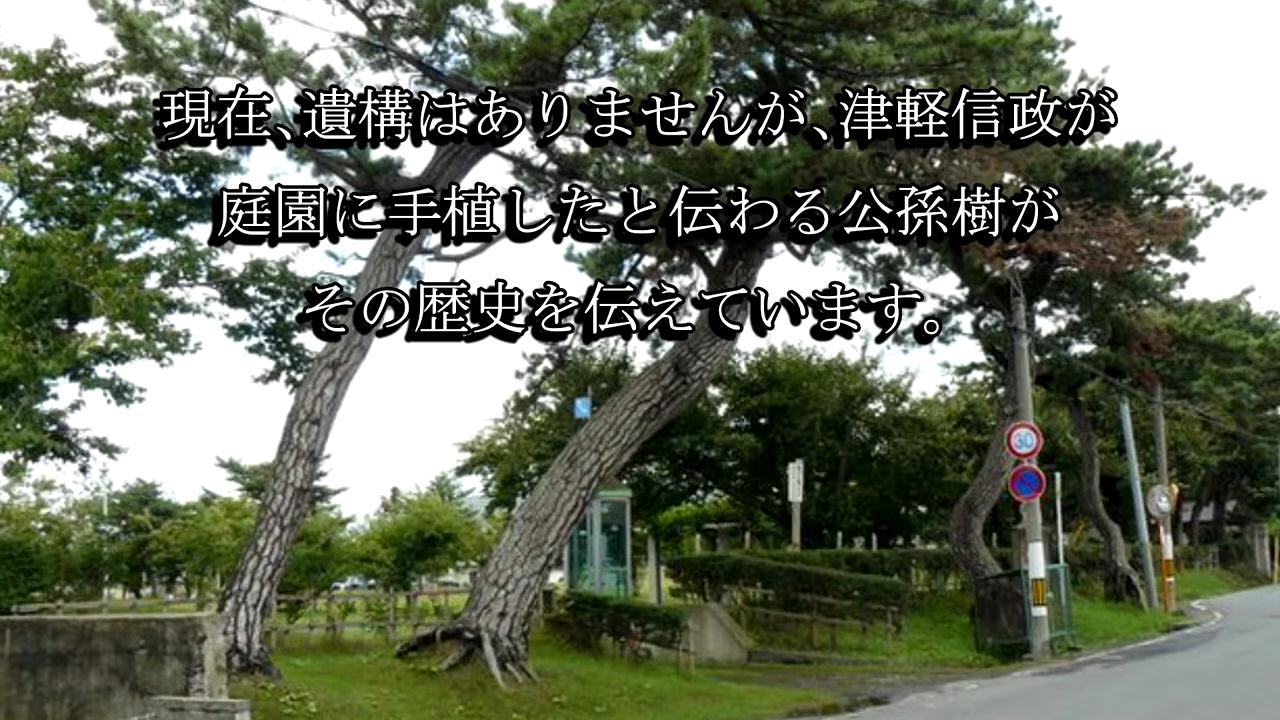 現在、遺構はありませんが、津軽信政が
庭園に手植したと伝わる公孫樹が
その歴史を伝えています。
30